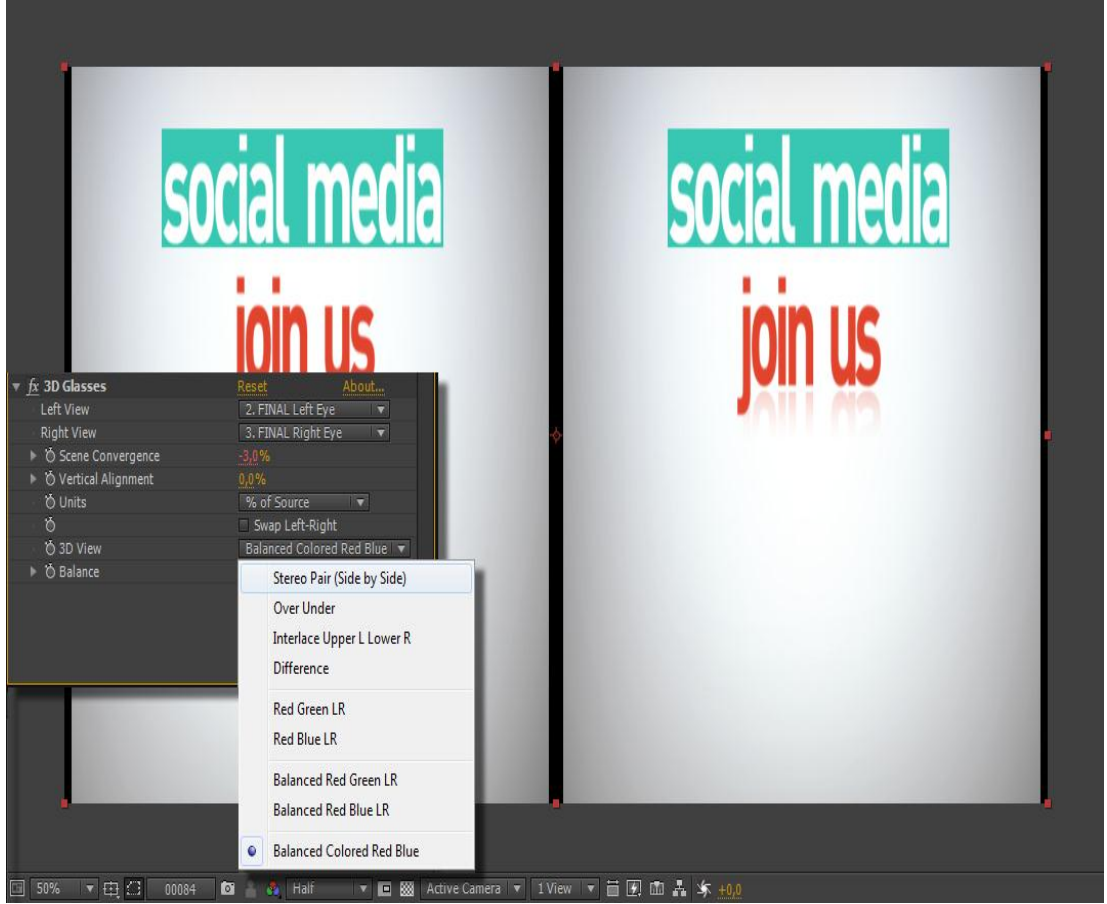 social media
join us
social media
join us
fx 3D Glasses Reset About...
Left View 2. FINAL Left Eye
Right View 3. FINAL Right Eye
Scene Convergence -3,0%
Vertical Alignment 0,0%
Units % of Source
Swap Left-Right
3D View Balanced Colored Red Blue
Balance
Stereo Pair (Side by Side)
Over Under
Interlace Upper L Lower R
Difference
Red Green LR
Red Blue LR
Balanced Red Green LR
Balanced Red Blue LR
Balanced Colored Red Blue
50% 00084 Half Active Camera 1 View +0,0